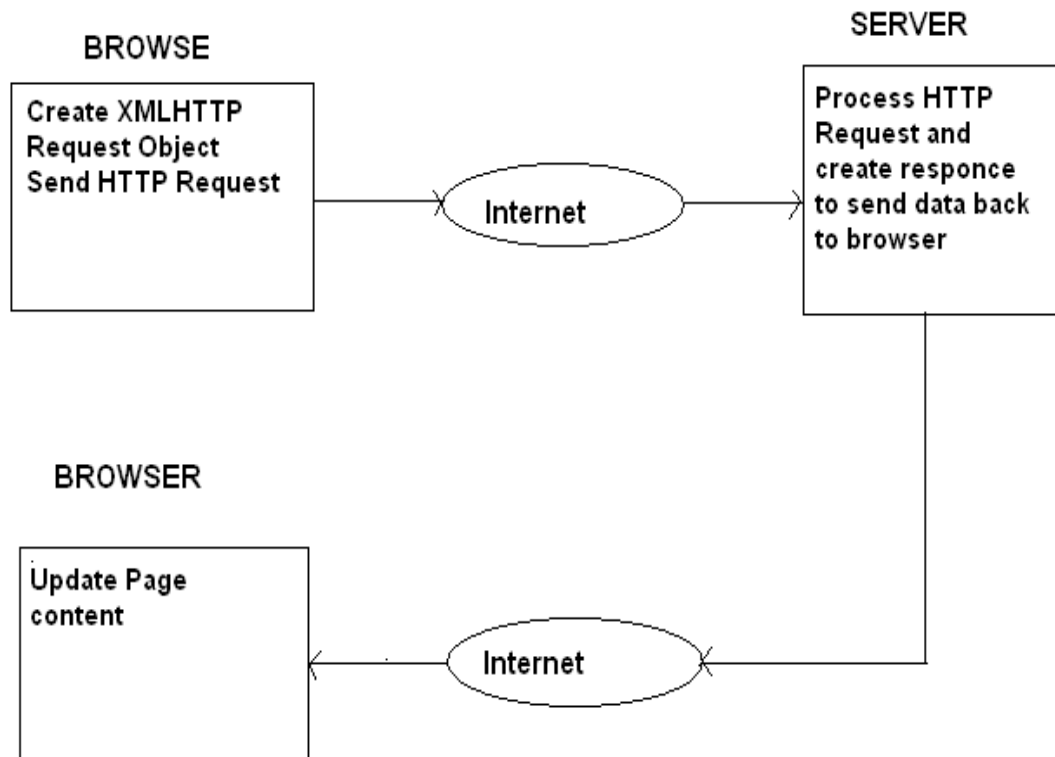 BROWSE
Create XMLHTTP
Request Object
Send HTTP Request
Internet
SERVER
Process HTTP
Request and
create responce
to send data back
to browser
BROWSER
Update Page
content
Internet